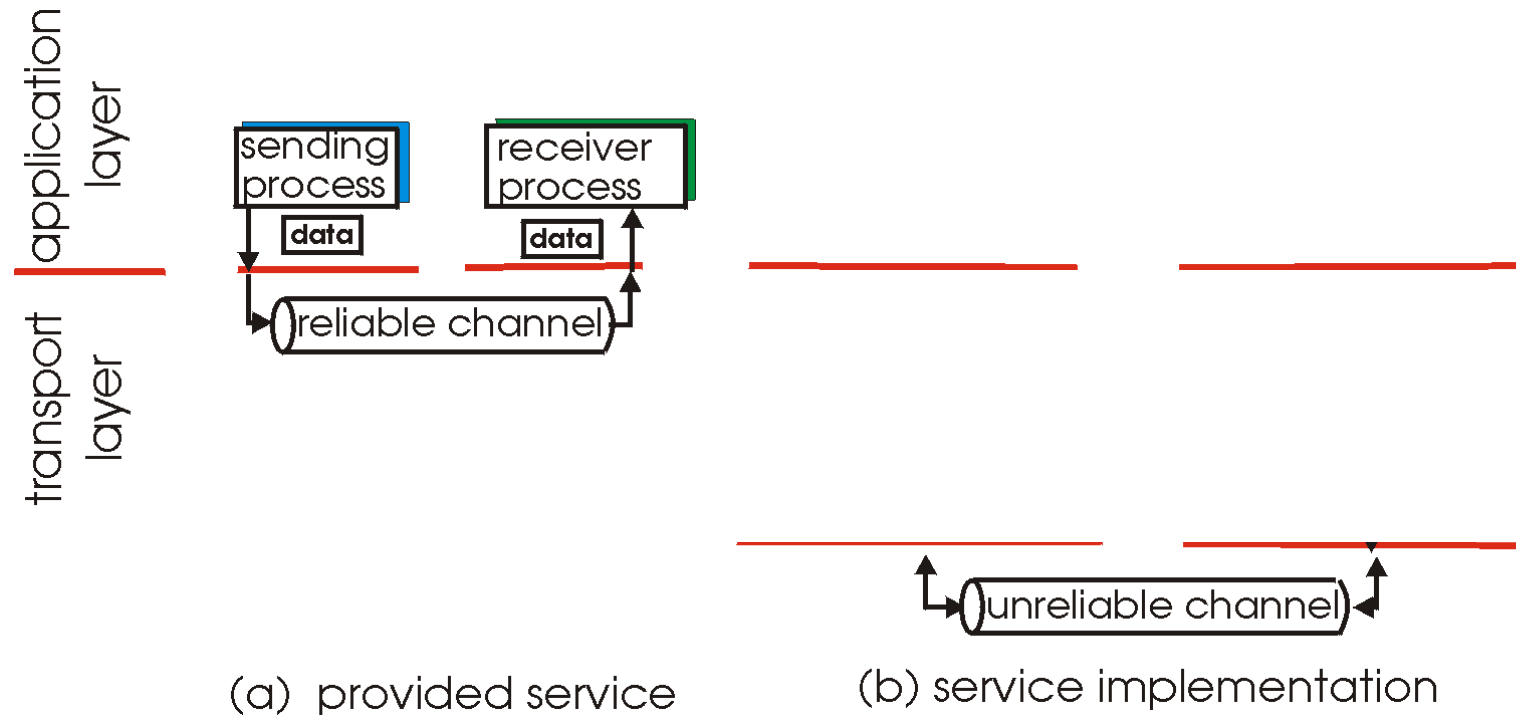 application
layer
transport
layer
sending
process
data
receiver
process
data
reliable channel
unreliable channel
(a) provided service
(b) service implementation